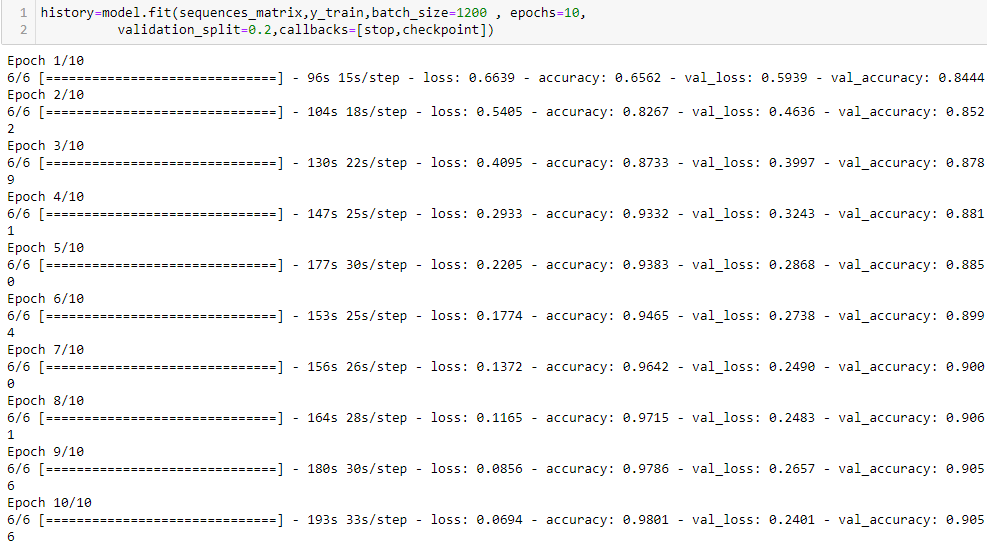 1 history=model.fit(sequences_matrix,y_train,batch_size=1200 , epochs=10,
2 validation_split=0.2,callbacks=[stop,checkpoint])
Epoch 1/10
6/6 [==============================] - 96s 15s/step - loss: 0.6639 - accuracy: 0.6562 - val_loss: 0.5939 - val_accuracy: 0.8444
Epoch 2/10
6/6 [==============================] - 104s 18s/step - loss: 0.5405 - accuracy: 0.8267 - val_loss: 0.4636 - val_accuracy: 0.852
2
Epoch 3/10
6/6 [==============================] - 130s 22s/step - loss: 0.4095 - accuracy: 0.8733 - val_loss: 0.3997 - val_accuracy: 0.878
9
Epoch 4/10
6/6 [==============================] - 147s 25s/step - loss: 0.2933 - accuracy: 0.9332 - val_loss: 0.3243 - val_accuracy: 0.881
1
Epoch 5/10
6/6 [==============================] - 177s 30s/step - loss: 0.2205 - accuracy: 0.9383 - val_loss: 0.2868 - val_accuracy: 0.885
0
Epoch 6/10
6/6 [==============================] - 153s 25s/step - loss: 0.1774 - accuracy: 0.9465 - val_loss: 0.2738 - val_accuracy: 0.899
4
Epoch 7/10
6/6 [==============================] - 156s 26s/step - loss: 0.1372 - accuracy: 0.9642 - val_loss: 0.2490 - val_accuracy: 0.900
0
Epoch 8/10
6/6 [==============================] - 164s 28s/step - loss: 0.1165 - accuracy: 0.9715 - val_loss: 0.2483 - val_accuracy: 0.906
1
Epoch 9/10
6/6 [==============================] - 180s 30s/step - loss: 0.0856 - accuracy: 0.9786 - val_loss: 0.2657 - val_accuracy: 0.905
6
Epoch 10/10
6/6 [==============================] - 193s 33s/step - loss: 0.0694 - accuracy: 0.9801 - val_loss: 0.2401 - val_accuracy: 0.905
6